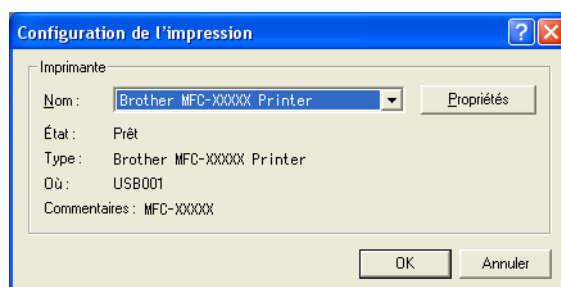 Configuration de l'impression
Imprimante
Nom : Brother MFC-XXXXX Printer Propriétés
État : Prêt
Type : Brother MFC-XXXXX Printer
Où : USB001
Commentaires : MFC-XXXXX
OK Annuler